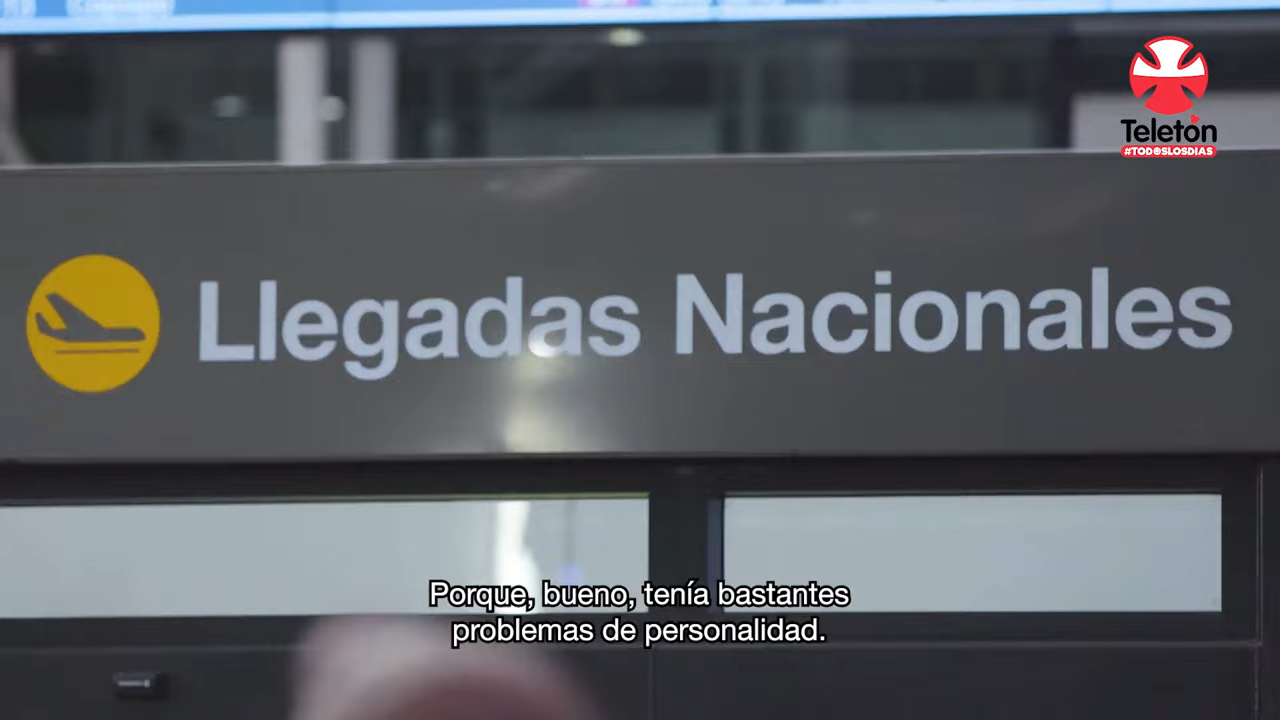 Teletón
#TODOSLOSDIAS
Llegadas Nacionales
Porque, bueno, tenía bastantes
problemas de personalidad.